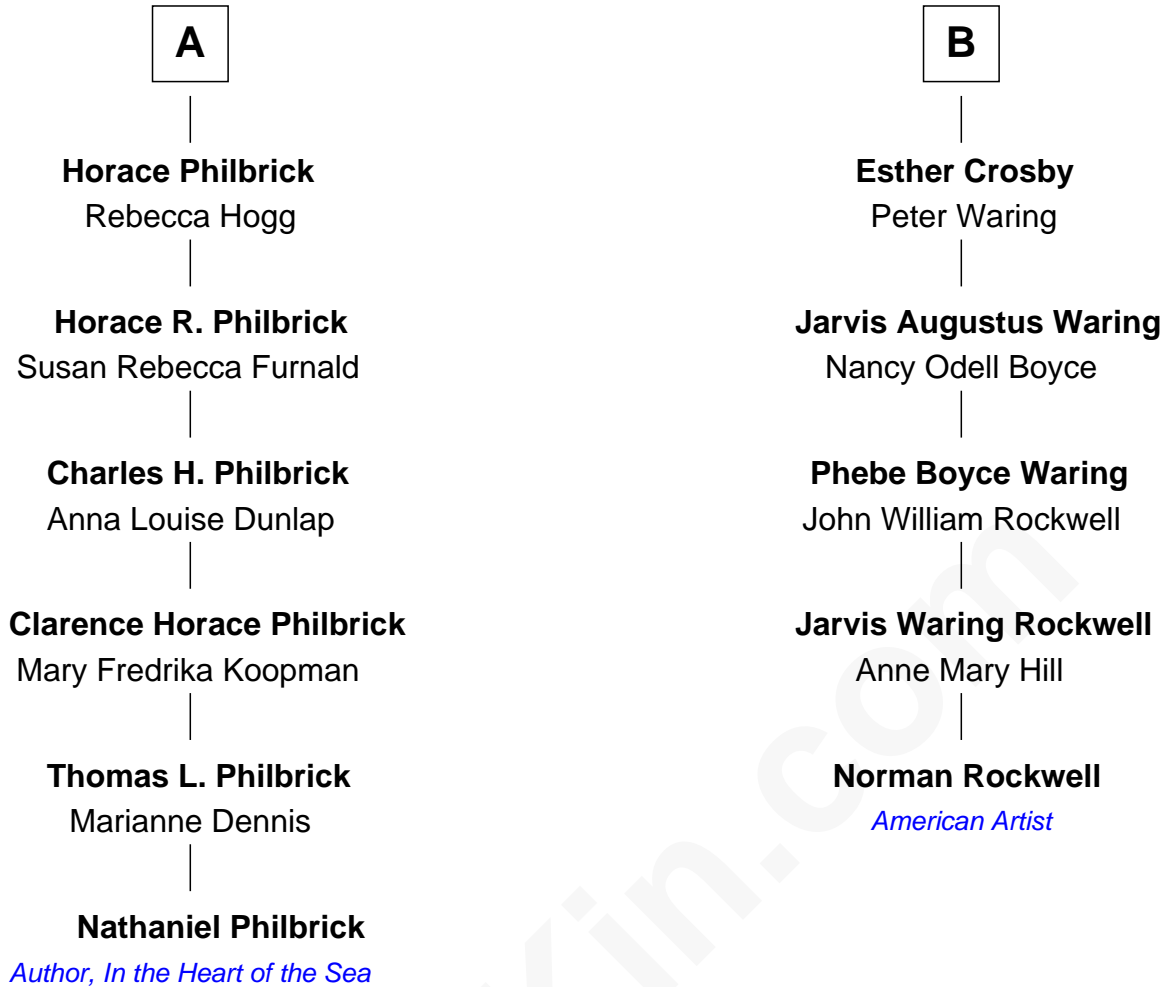 A
Horace Philbrick
Rebecca Hogg
Horace R. Philbrick
Susan Rebecca Furnald
Charles H. Philbrick
Anna Louise Dunlap
Clarence Horace Philbrick
Mary Fredrika Koopman
Thomas L. Philbrick
Marianne Dennis
Nathaniel Philbrick
Author, In the Heart of the Sea
B
Esther Crosby
Peter Waring
Jarvis Augustus Waring
Nancy Odell Boyce
Phebe Boyce Waring
John William Rockwell
Jarvis Waring Rockwell
Anne Mary Hill
Norman Rockwell
American Artist
Kin.com